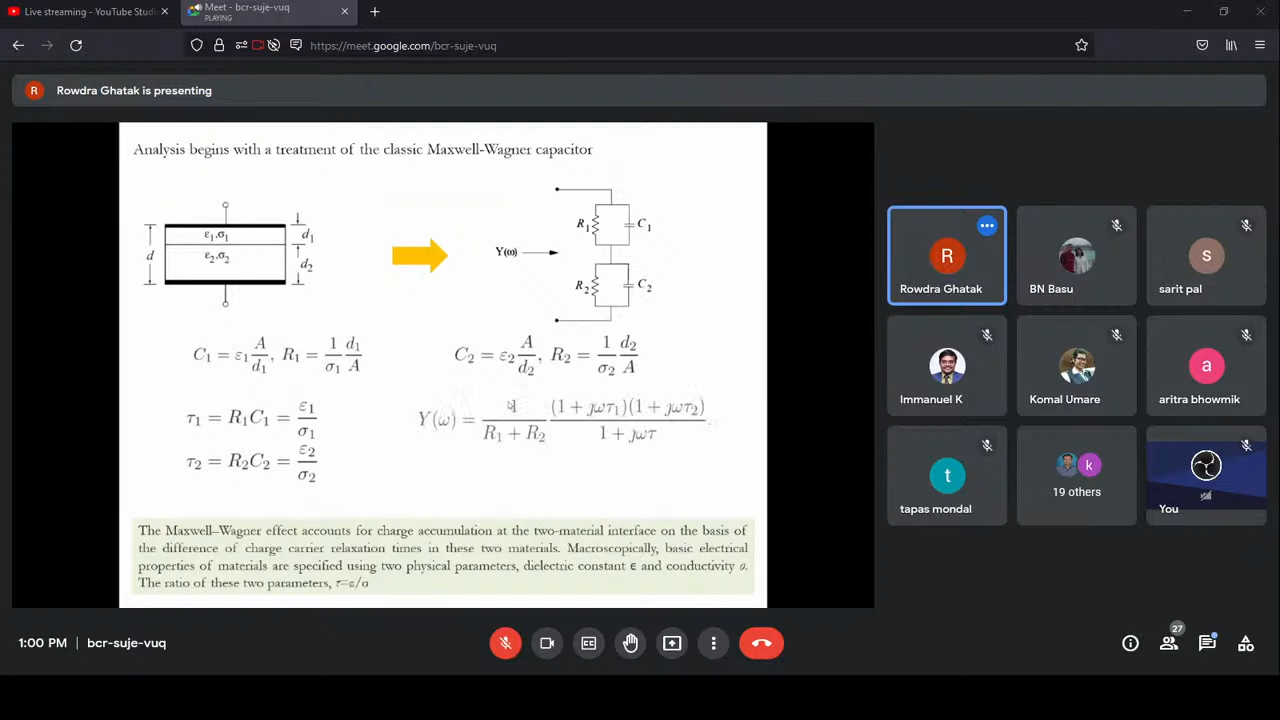 Live streaming - YouTube Studi
Meet - bcr-suje-vuq
PLAYING
https://meet.google.com/bcr-suje-vuq
R
Rowdra Ghatak is presenting
Analysis begins with a treatment of the classic Maxwell-Wagner capacitor
d
ε₁,σ₁
ε₂,σ₂
d₁
d₂
Y(ω)
R₁
C₁
R₂
C₂
C₁ = ε₁ A/d₁, R₁ = 1/σ₁ d₁/A
C₂ = ε₂ A/d₂, R₂ = 1/σ₂ d₂/A
τ₁ = R₁C₁ = ε₁/σ₁
τ₂ = R₂C₂ = ε₂/σ₂
Y(ω) = 1/(R₁ + R₂) (1 + jωτ₁)(1 + jωτ₂)/(1 + jωτ)
The Maxwell–Wagner effect accounts for charge accumulation at the two-material interface on the basis of
the difference of charge carrier relaxation times in these two materials. Macroscopically, basic electrical
properties of materials are specified using two physical parameters, dielectric constant ϵ and conductivity σ.
The ratio of these two parameters, τ=ε/σ
R
Rowdra Ghatak
BN Basu
s
sarit pal
Immanuel K
Komal Umare
a
aritra bhowmik
t
tapas mondal
k
19 others
You
1:00 PM
bcr-suje-vuq
27